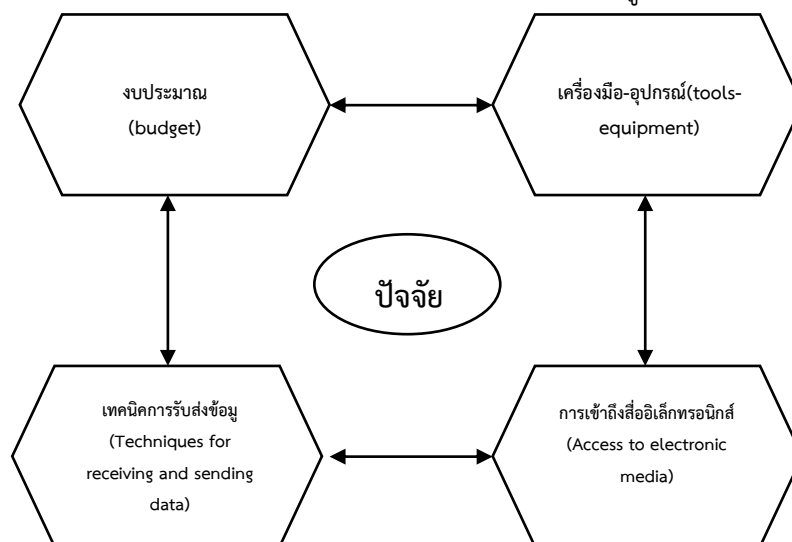 งบประมาณ
(budget)
เครื่องมือ-อุปกรณ์(tools-
equipment)
ปัจจัย
เทคนิคการรับส่งข้อมู
(Techniques for
receiving and sending
data)
การเข้าถึงสื่ออิเล็กทรอนิกส์
(Access to electronic
media)